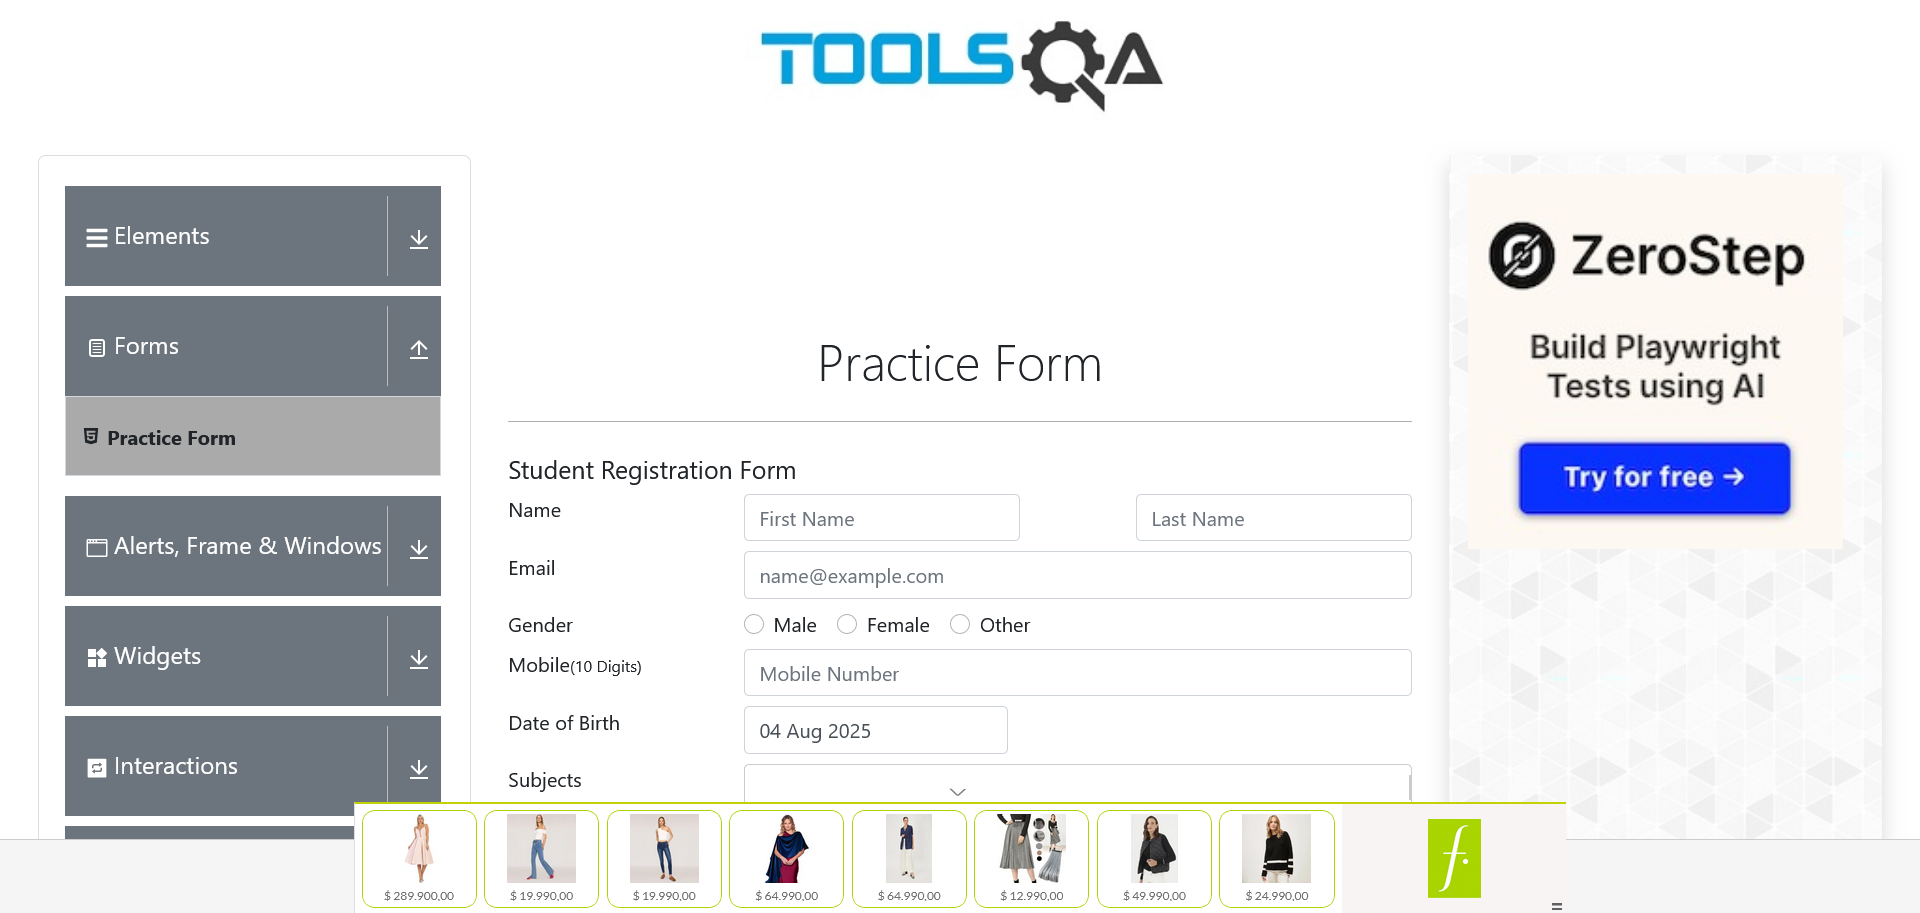 TOOLSQA
Elements
Forms
Practice Form
Alerts, Frame & Windows
Widgets
Interactions
Practice Form
Student Registration Form
Name
First Name
Last Name
Email
name@example.com
Gender
Male
Female
Other
Mobile(10 Digits)
Mobile Number
Date of Birth
04 Aug 2025
Subjects
ZeroStep
Build Playwright
Tests using AI
Try for free →
$ 289.900,00
$ 19.990,00
$ 19.990,00
$ 64.990,00
$ 64.990,00
$ 12.990,00
$ 49.990,00
$ 24.990,00
f.